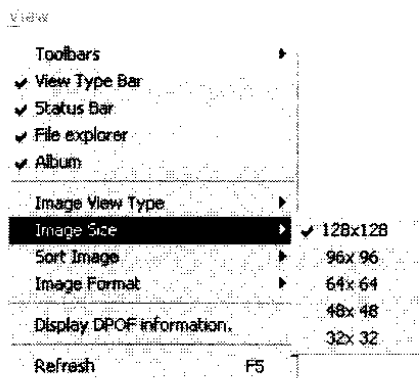 View
Toolbars
View Type Bar
Status Bar
File explorer
Album
Image View Type
Image Size
128x128
Sort Image
96x 96
Image Format
64x 64
48x 48
Display DPOF information.
32x 32
Refresh F5